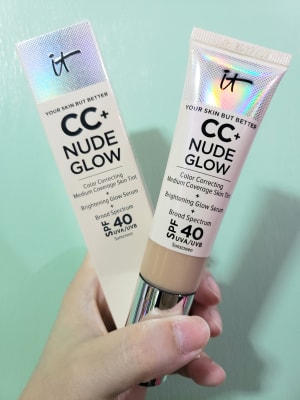 it
YOUR SKIN BUT BETTER
CC+
NUDE
GLOW
Color Correcting
Medium Coverage Skin Tint
+
Brightening Glow Serum
+
Broad Spectrum
SPF 40
UVA/UVB
Sunscreen
it
YOUR SKIN BUT BETTER
CC+
NUDE
GLOW
Color Correcting
Medium Coverage Skin Tint
+
Brightening Glow Serum
+
Broad Spectrum
SPF 40
UVA/UVB
Sunscreen